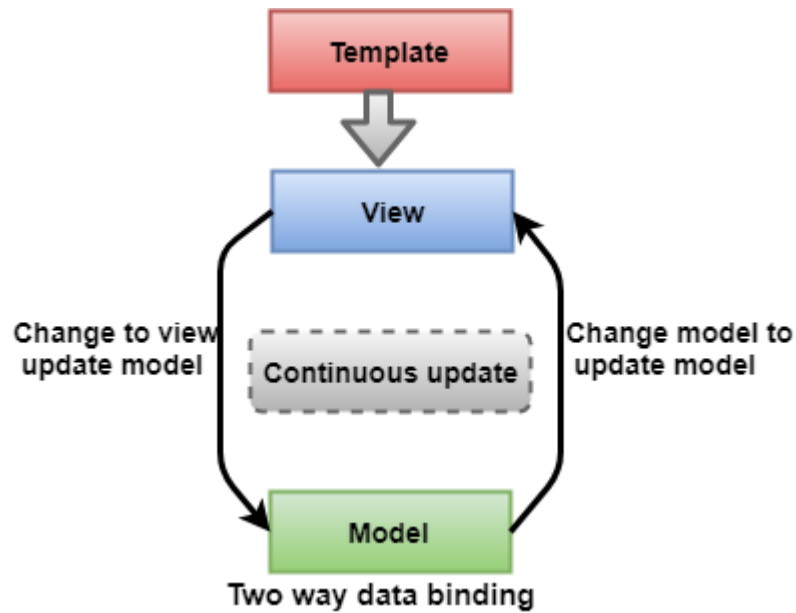 Template
View
Change to view
update model
Continuous update
Change model to
update model
Model
Two way data binding